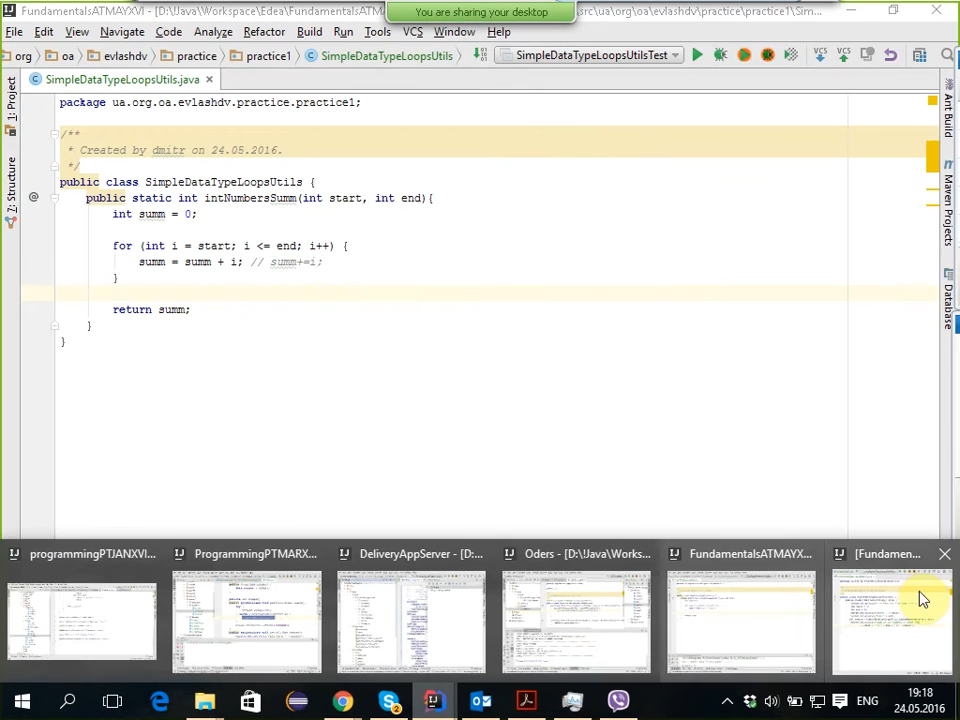 FundamentalsATMAYXVI - [D:\!Java\Workspace\Edea\FundamentalsATM
You are sharing your desktop
\src\ua\org\oa\evlashdv\practice\practice1\Sim...
File Edit View Navigate Code Analyze Refactor Build Run Tools VCS Window Help
org oa evlashdv practice practice1 SimpleDataTypeLoopsUtils SimpleDataTypeLoopsUtilsTest VCS VCS
SimpleDataTypeLoopsUtils.java
1: Project
7: Structure
Ant Build
Maven Projects
Database
package ua.org.oa.evlashdv.practice.practice1;
/**
* Created by dmitr on 24.05.2016.
*/
public class SimpleDataTypeLoopsUtils {
public static int intNumbersSumm(int start, int end){
int summ = 0;
for (int i = start; i <= end; i++) {
summ = summ + i; // summ+=i;
}
return summ;
}
}
programmingPTJANXVI...
ProgrammingPTMARX...
DeliveryAppServer - [D:...
Oders - [D:\!Java\Works...
FundamentalsATMAYX...
[Fundamen...
2
ENG
19:18
24.05.2016